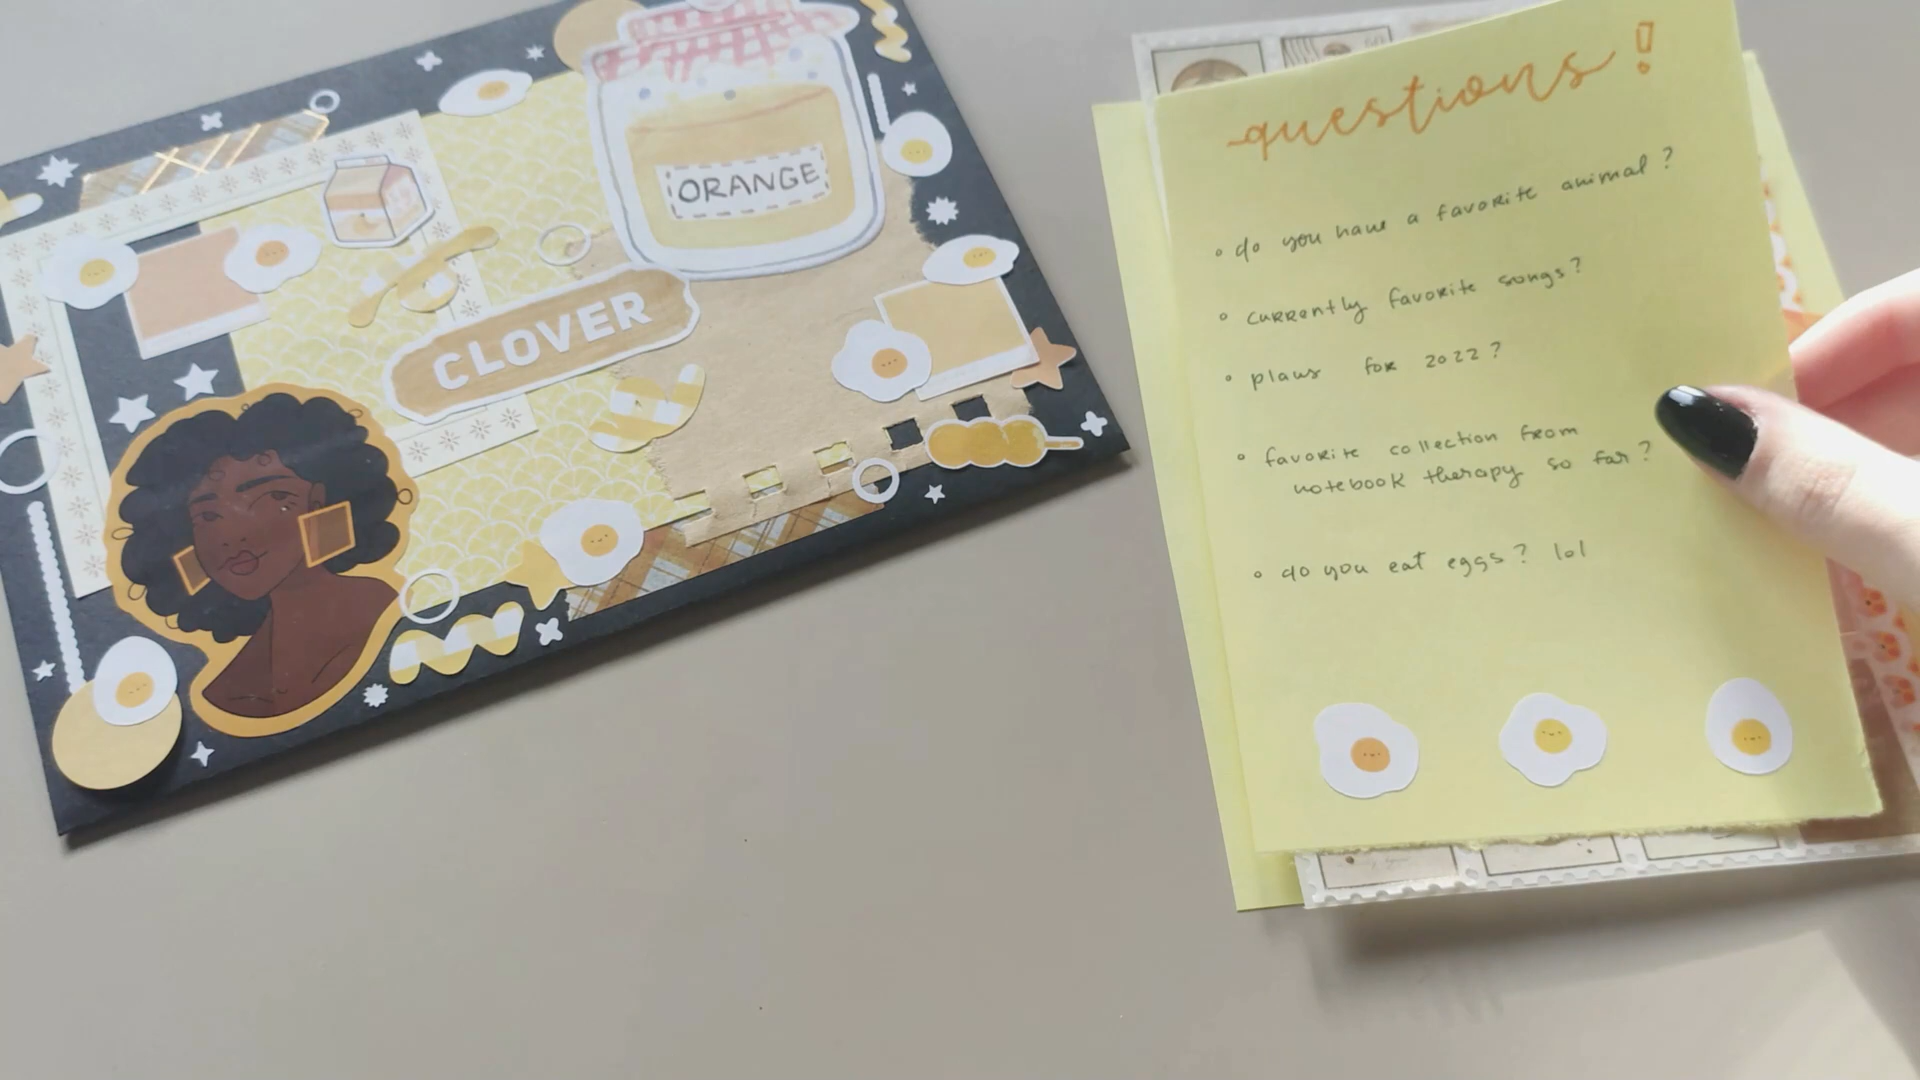 ORANGE
CLOVER
questions!
◦ do you have a favorite animal?
◦ currently favorite songs?
◦ plans for 2022?
◦ favorite collection from
notebook therapy so far?
◦ do you eat eggs? lol